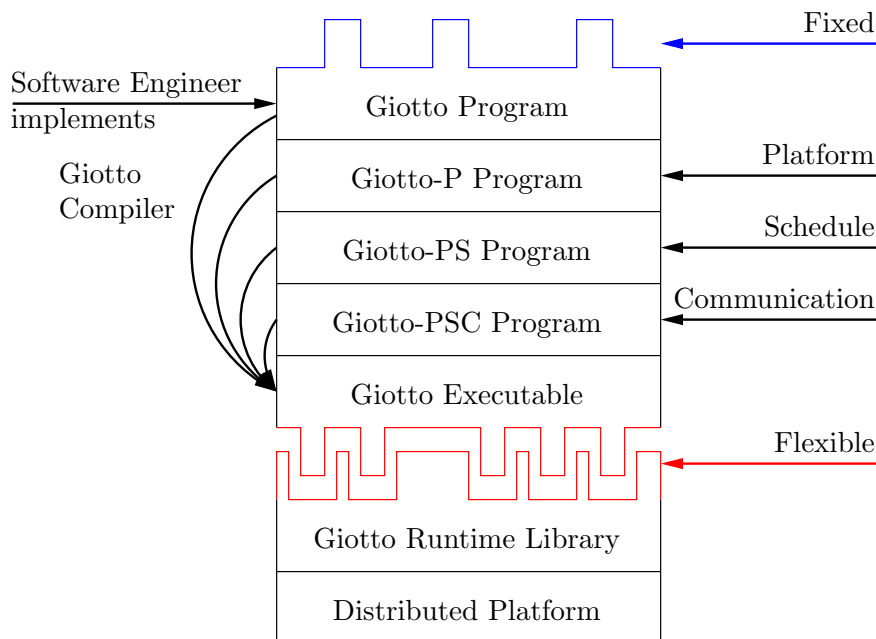 Fixed
Software Engineer
implements
Giotto Program
Giotto
Compiler
Platform
Giotto-P Program
Schedule
Giotto-PS Program
Communication
Giotto-PSC Program
Giotto Executable
Flexible
Giotto Runtime Library
Distributed Platform